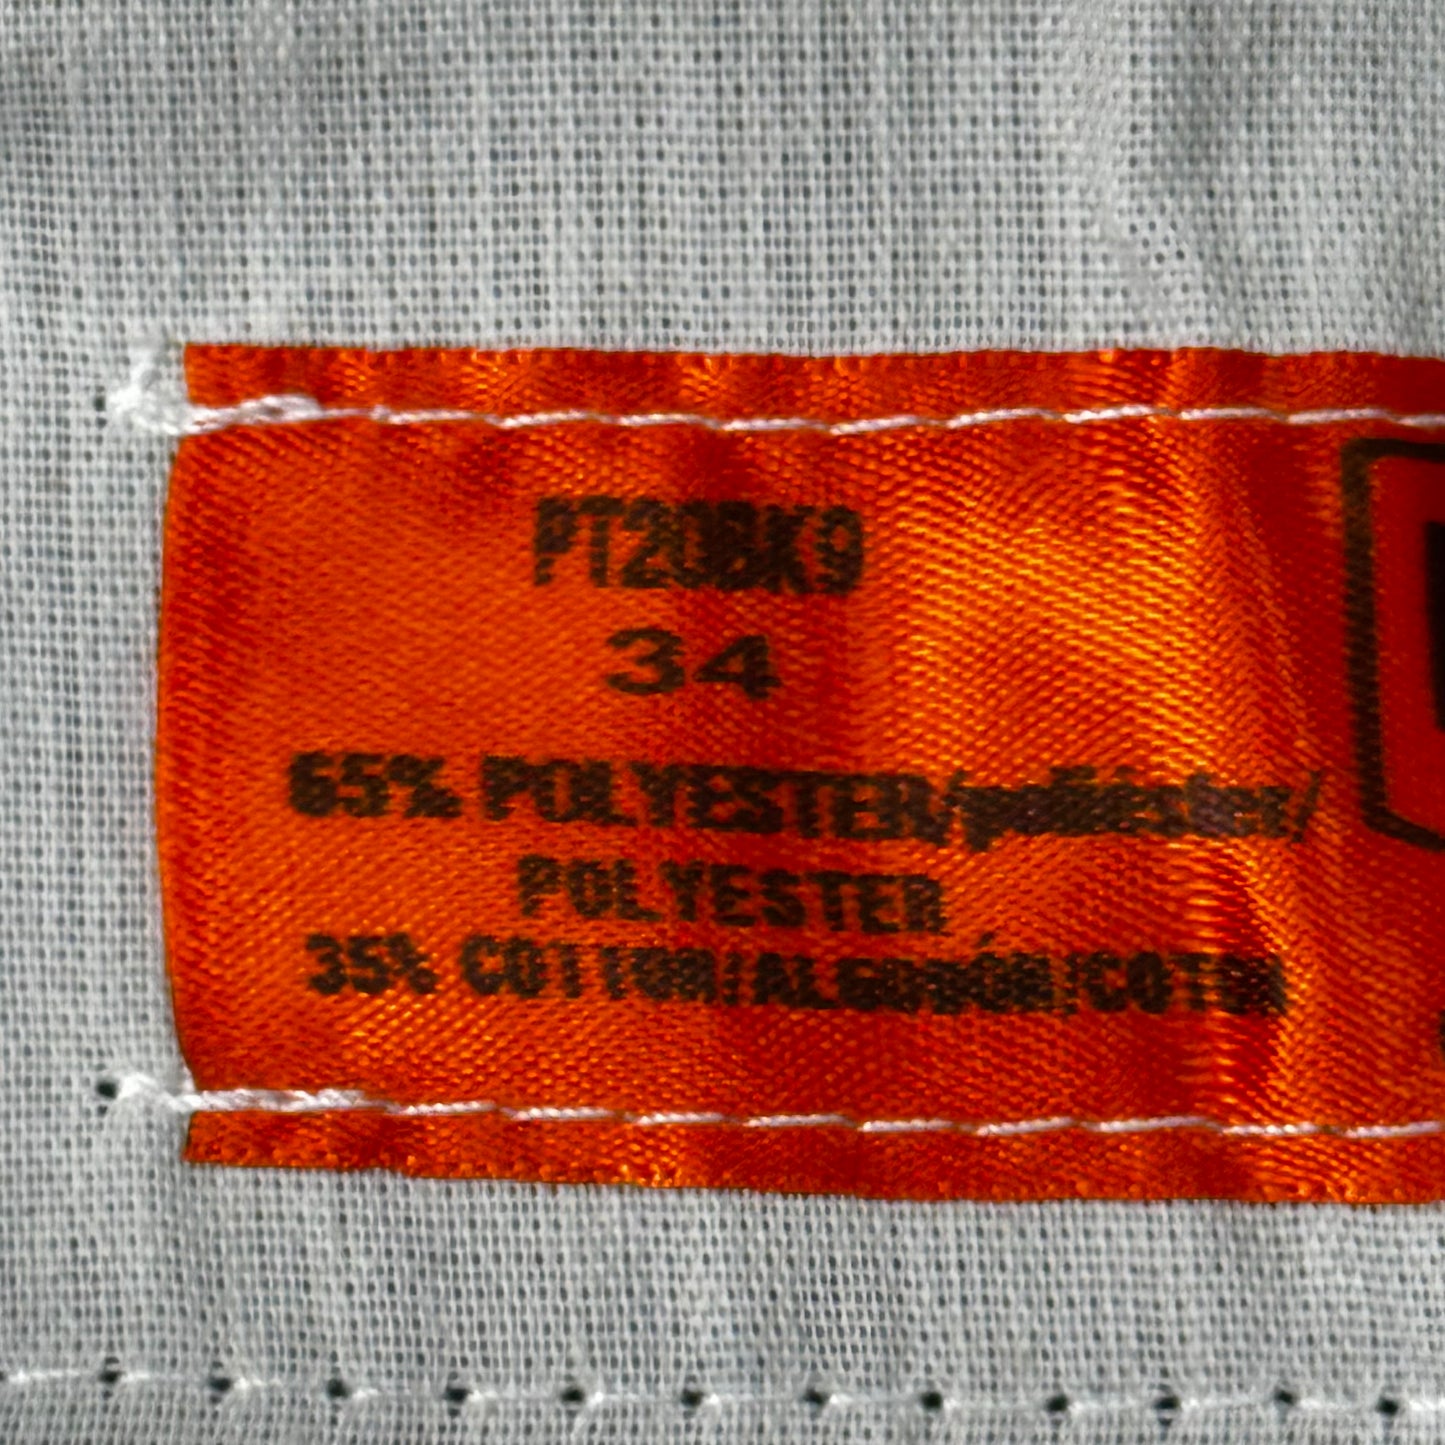 PT20BK9
34
65% POLYESTER/poliéster/
POLYESTER
35% COTTON/ALGODÓN/COTON